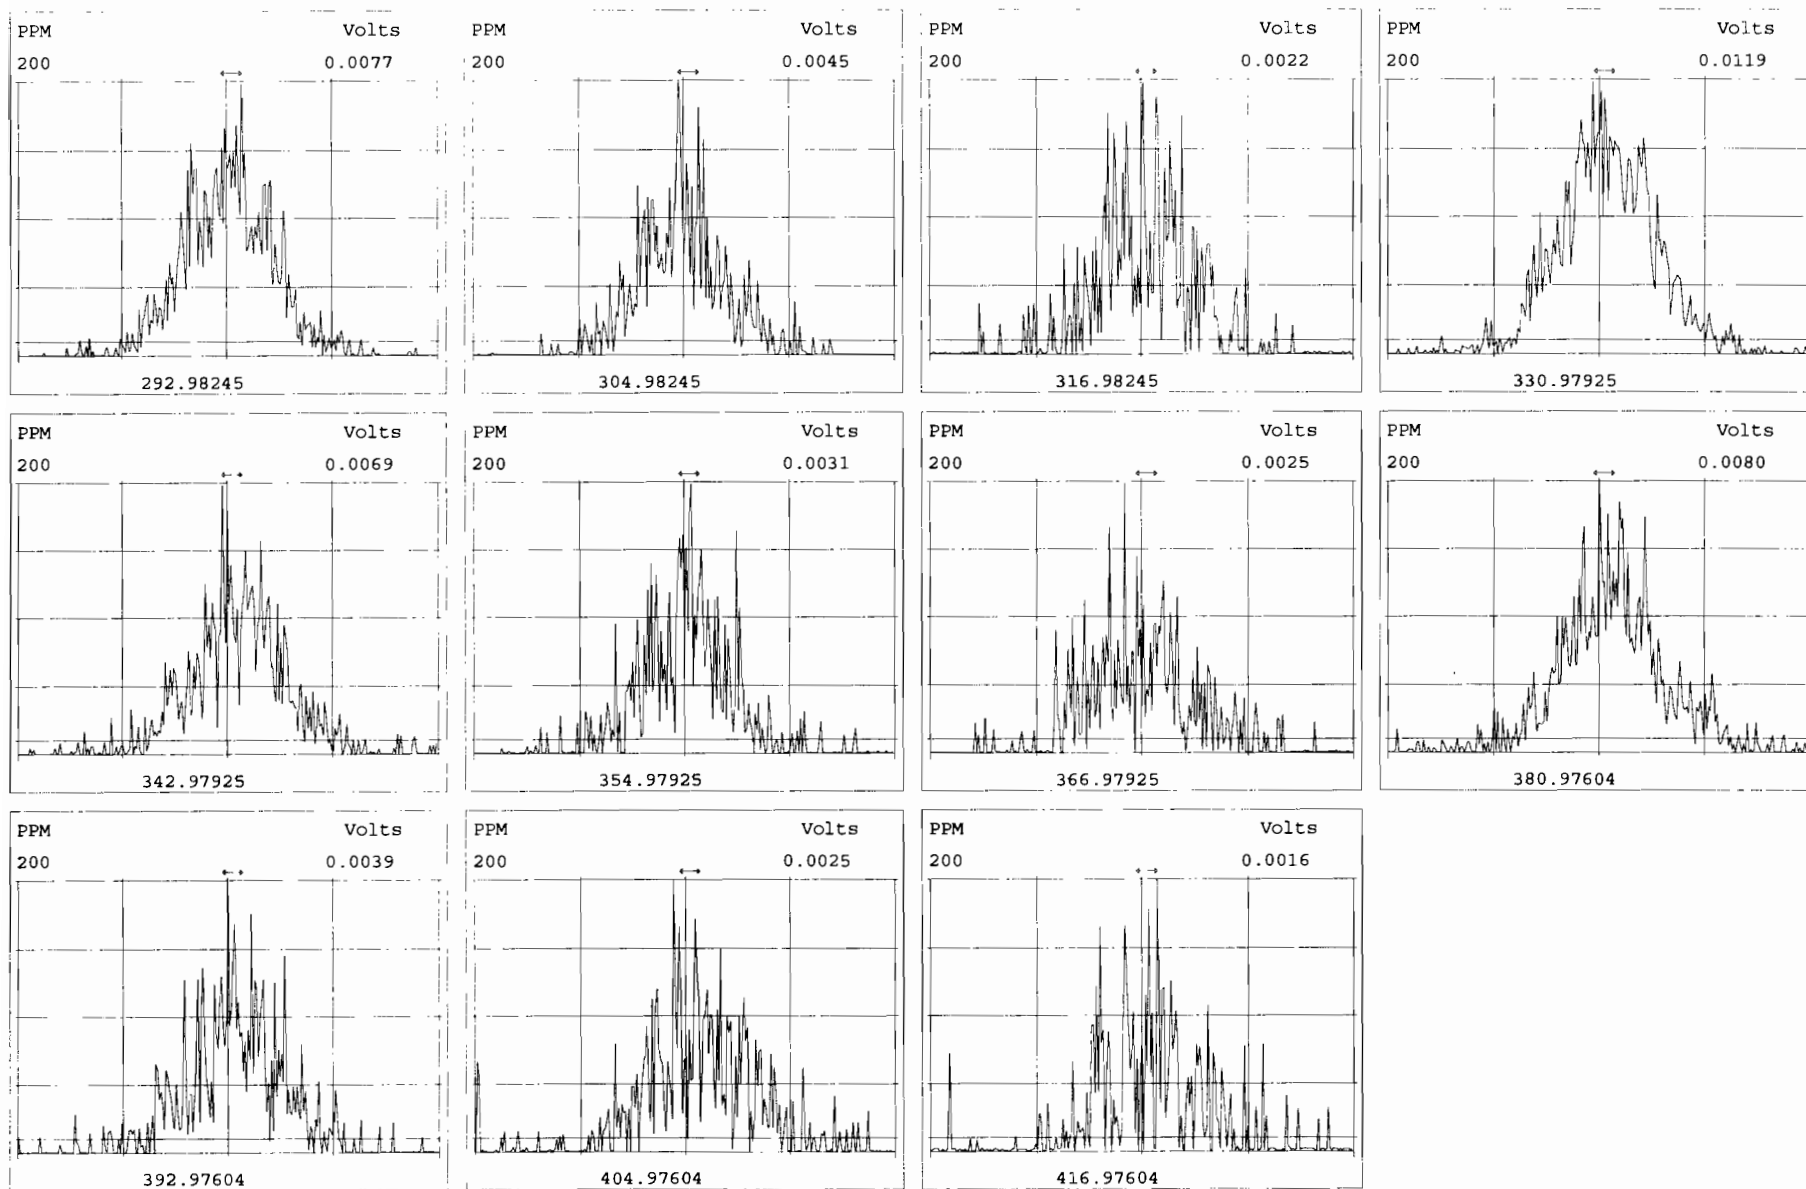 PPM Volts
200 0.0077
292.98245
PPM Volts
200 0.0045
304.98245
PPM Volts
200 0.0022
316.98245
PPM Volts
200 0.0119
330.97925
PPM Volts
200 0.0069
342.97925
PPM Volts
200 0.0031
354.97925
PPM Volts
200 0.0025
366.97925
PPM Volts
200 0.0080
380.97604
PPM Volts
200 0.0039
392.97604
PPM Volts
200 0.0025
404.97604
PPM Volts
200 0.0016
416.97604